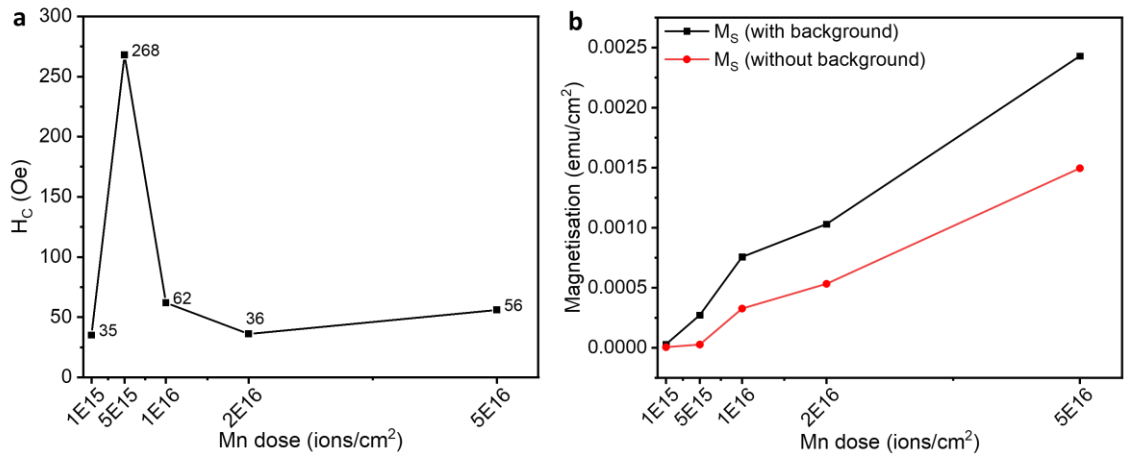 a
300
250
200
150
100
50
0
H_C (Oe)
268
62
36
56
35
1E15
5E15
1E16
2E16
5E16
Mn dose (ions/cm²)
b
M_S (with background)
M_S (without background)
0.0025
0.0020
0.0015
0.0010
0.0005
0.0000
Magnetisation (emu/cm²)
1E15
5E15
1E16
2E16
5E16
Mn dose (ions/cm²)